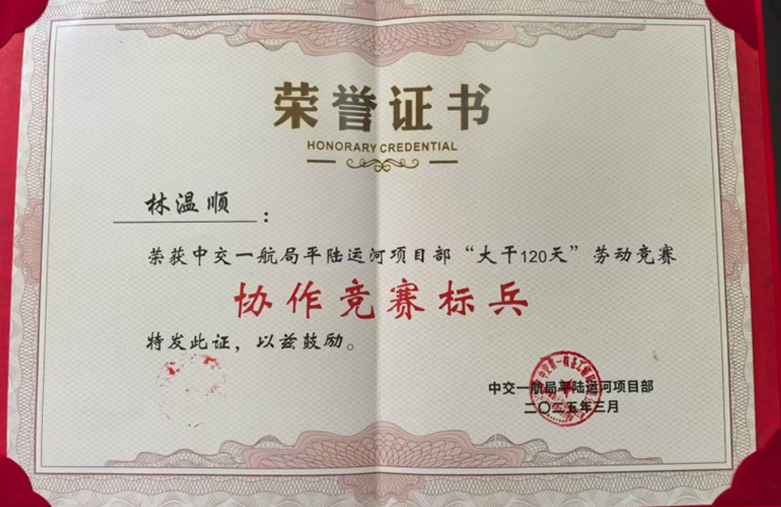 荣誉证书
HONORARY CREDENTIAL
林温顺：
荣获中交一航局平陆运河项目部“大干120天”劳动竞赛
协作竞赛标兵
特发此证，以兹鼓励。
中交一航局平陆运河项目部
二〇二五年三月